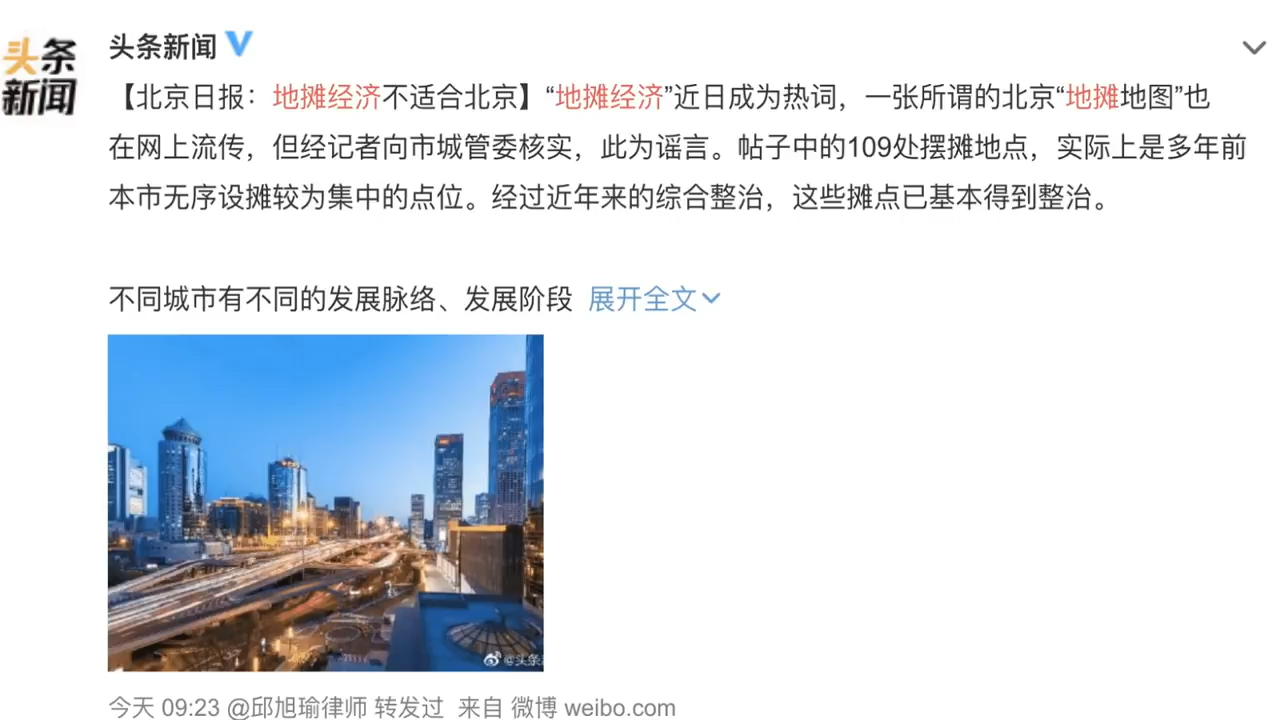 头条
新闻
头条新闻
【北京日报：地摊经济不适合北京】“地摊经济”近日成为热词，一张所谓的北京“地摊地图”也
在网上流传，但经记者向市城管委核实，此为谣言。帖子中的109处摆摊地点，实际上是多年前
本市无序设摊较为集中的点位。经过近年来的综合整治，这些摊点已基本得到整治。
不同城市有不同的发展脉络、发展阶段 展开全文
@头条
今天 09:23 @邱旭瑜律师 转发过 来自 微博 weibo.com